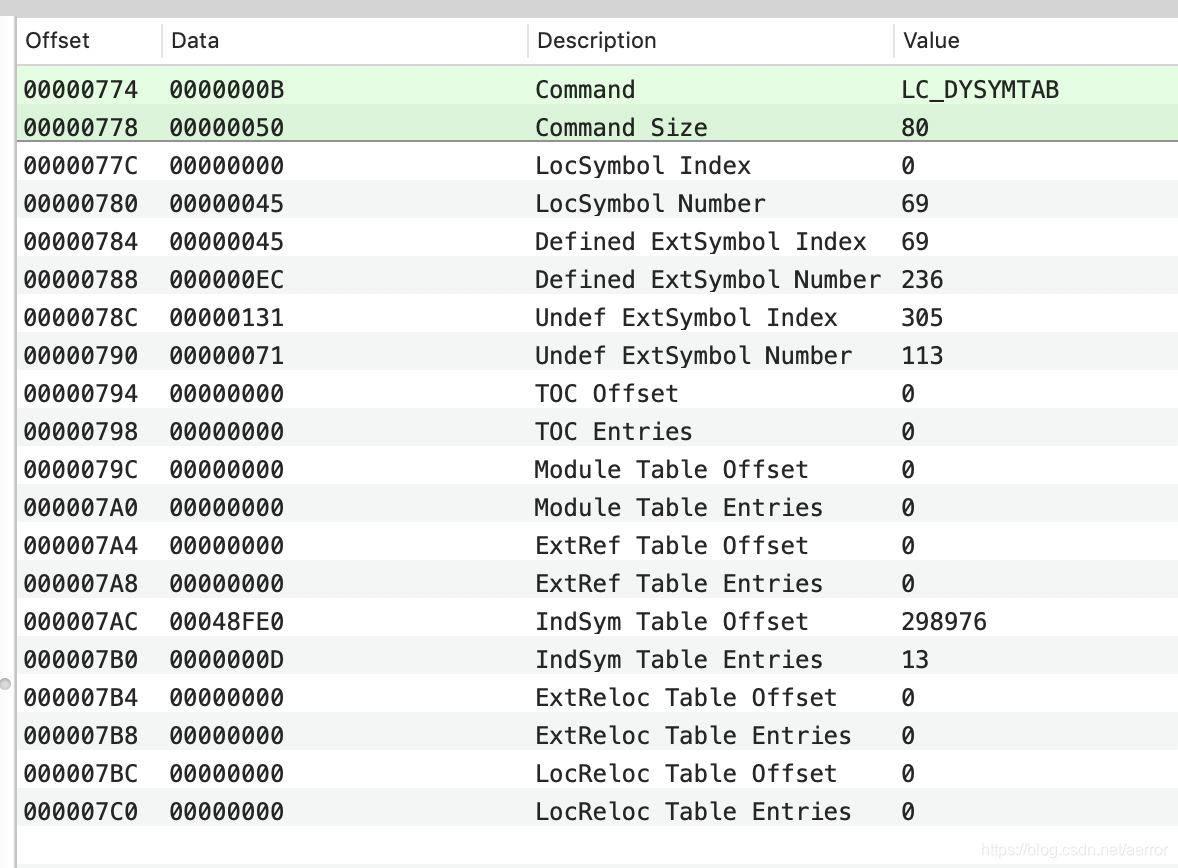 Offset Data Description Value
00000774 0000000B Command LC_DYSYMTAB
00000778 00000050 Command Size 80
0000077C 00000000 LocSymbol Index 0
00000780 00000045 LocSymbol Number 69
00000784 00000045 Defined ExtSymbol Index 69
00000788 000000EC Defined ExtSymbol Number 236
0000078C 00000131 Undef ExtSymbol Index 305
00000790 00000071 Undef ExtSymbol Number 113
00000794 00000000 TOC Offset 0
00000798 00000000 TOC Entries 0
0000079C 00000000 Module Table Offset 0
000007A0 00000000 Module Table Entries 0
000007A4 00000000 ExtRef Table Offset 0
000007A8 00000000 ExtRef Table Entries 0
000007AC 00048FE0 IndSym Table Offset 298976
000007B0 0000000D IndSym Table Entries 13
000007B4 00000000 ExtReloc Table Offset 0
000007B8 00000000 ExtReloc Table Entries 0
000007BC 00000000 LocReloc Table Offset 0
000007C0 00000000 LocReloc Table Entries 0
https://blog.csdn.net/aerror